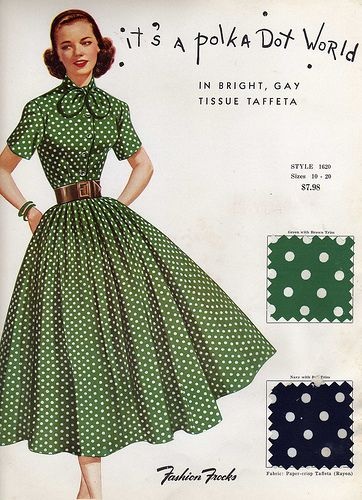 it's A polkA Dot World
IN BRIGHT, GAY
TISSUE TAFFETA
STYLE 1620
Sizes 10 - 20
$7.98
Green with Brown Trim
Navy with Trim
Fashion Frocks
Fabric: Paper-crisp Taffeta (Rayon)